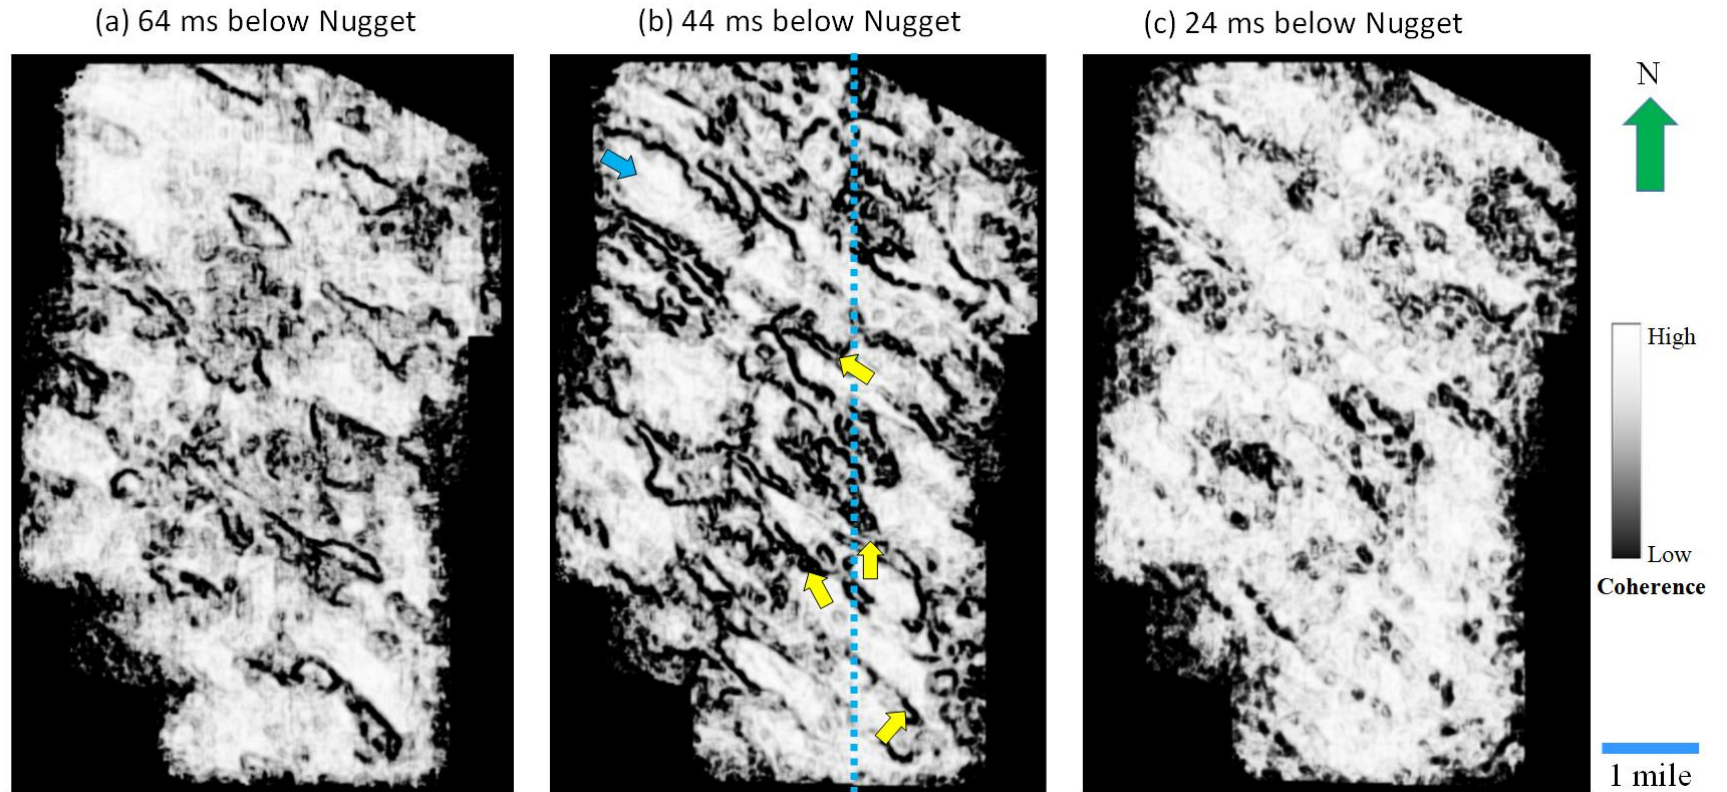 (a) 64 ms below Nugget
(b) 44 ms below Nugget
(c) 24 ms below Nugget
N
High
Low
Coherence
1 mile